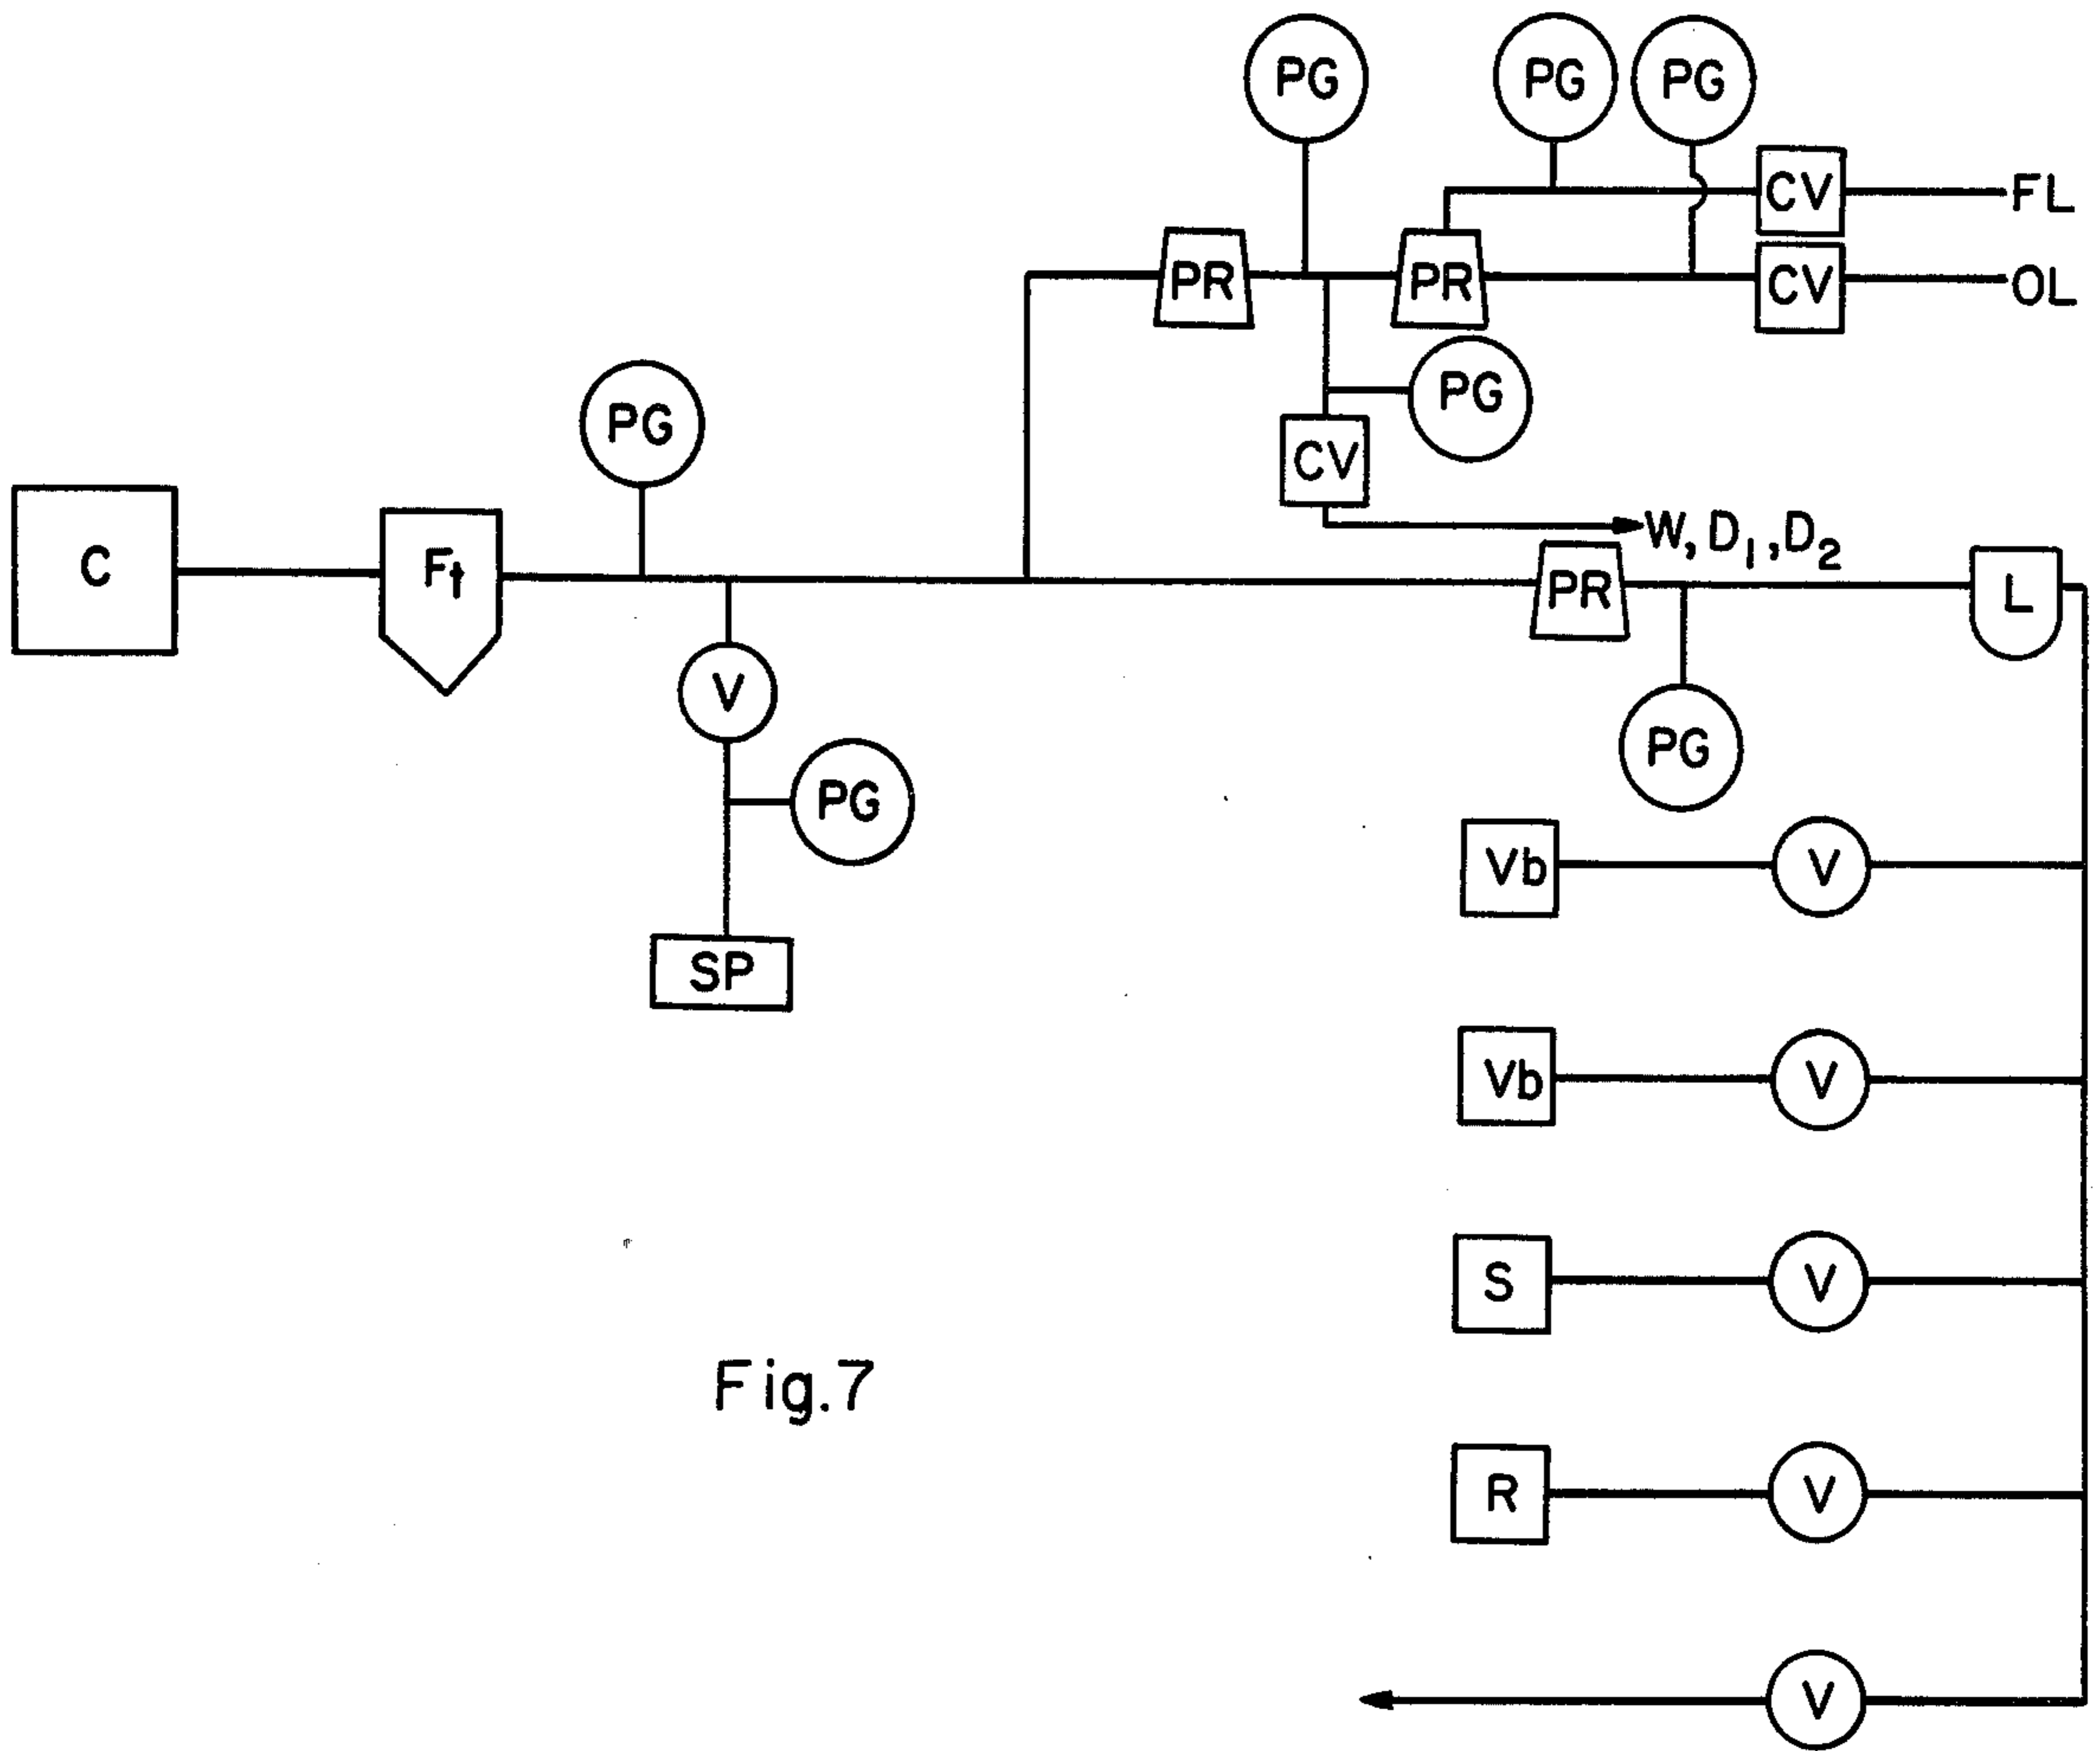 PG PG PG
CV FL
PR PR CV OL
PG PG
CV
W, D1, D2
C Ft PR L
V
PG
PG
Vb V
SP
Vb V
S V
Fig.7
R V
V